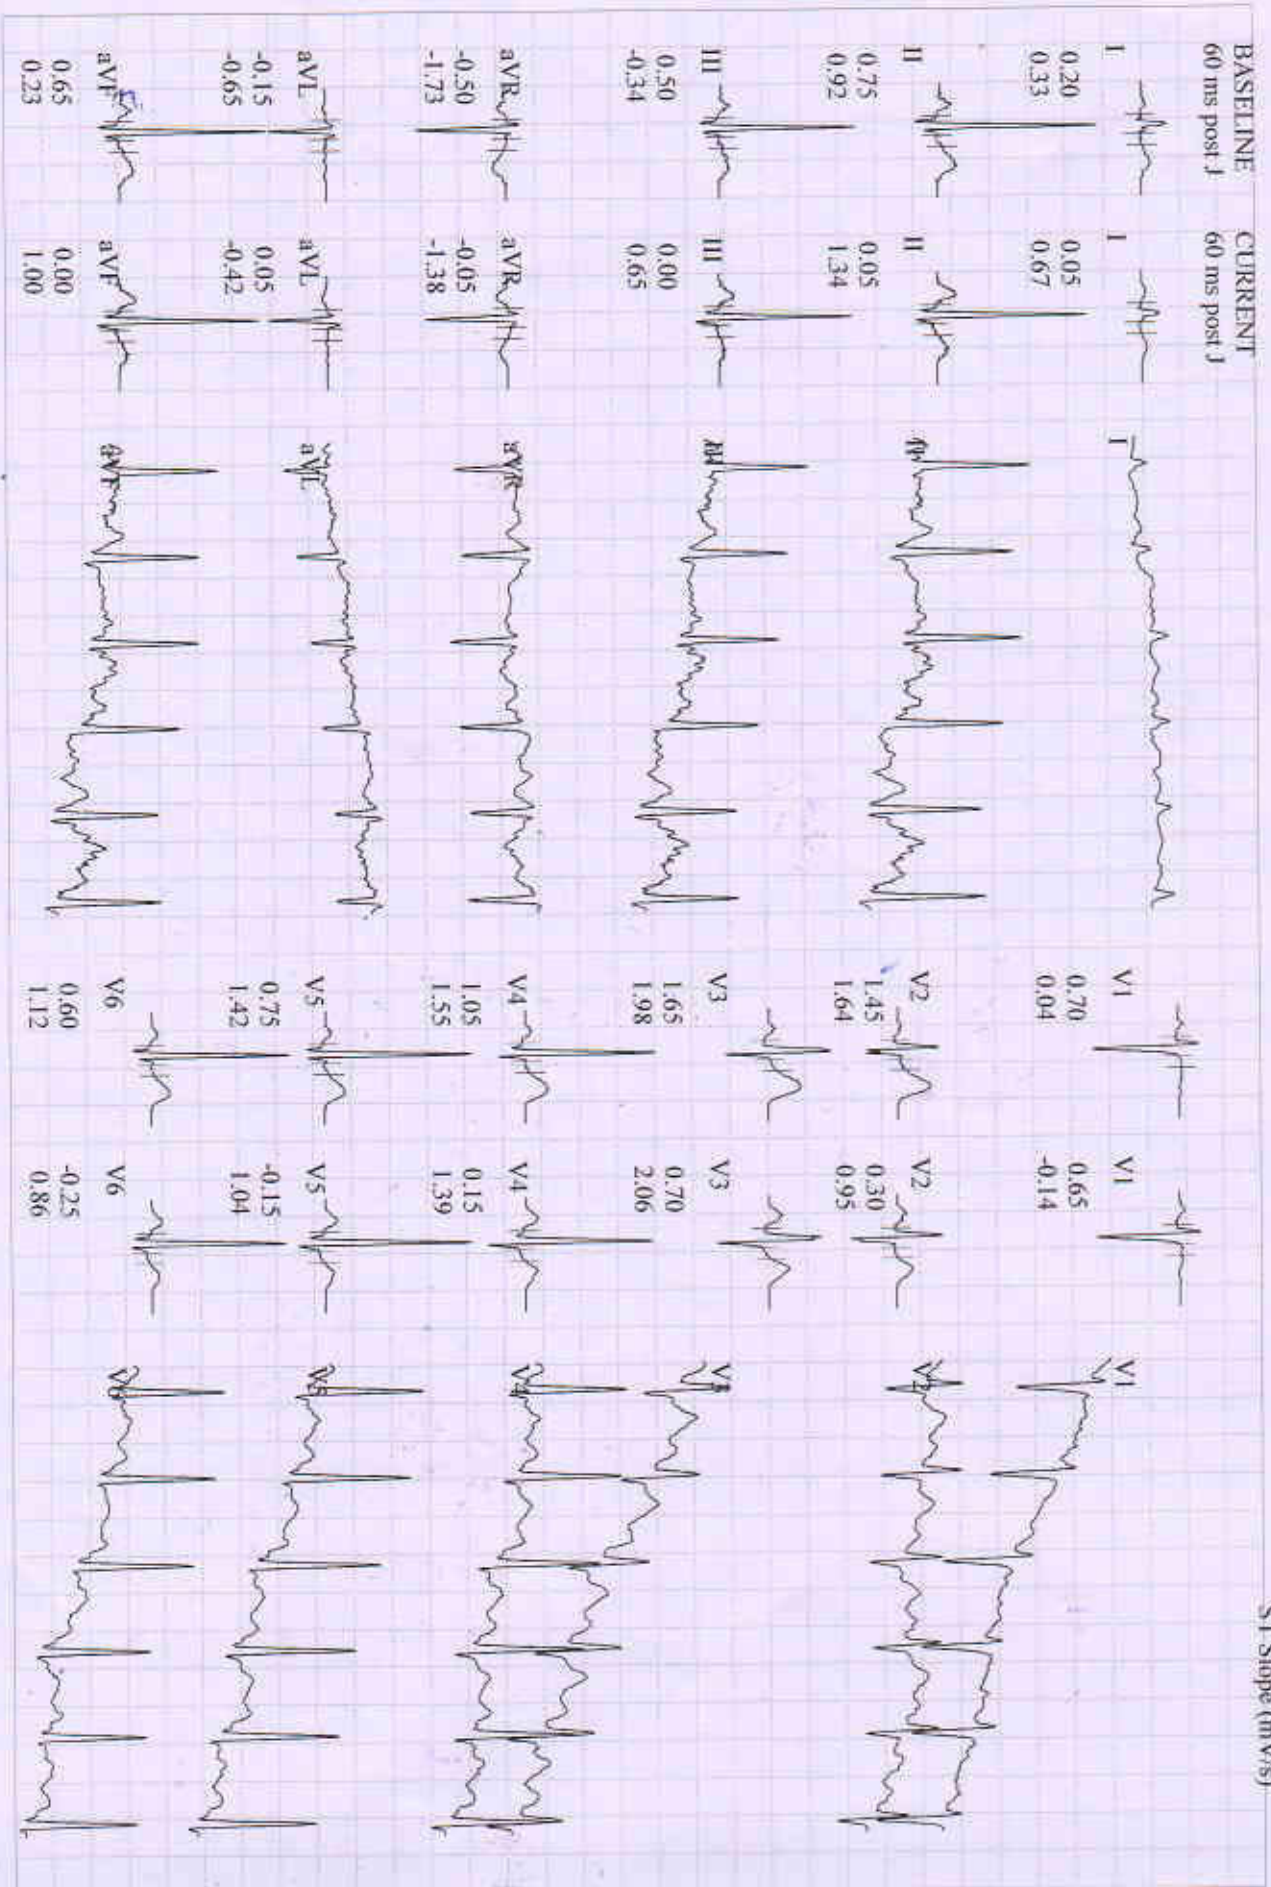 ST Slope (mV/s)
BASELINE CURRENT
60 ms post J 60 ms post J
I I I V1 V1 V1
0.20 0.05 0.70 0.65
0.33 0.67 0.04 -0.14
II II II V2 V2 V2
0.75 0.05 1.45 0.30
0.92 1.34 1.64 0.95
III III III V3 V3 V3
0.50 0.00 1.65 0.70
-0.34 0.65 1.98 2.06
aVR aVR aVR V4 V4 V4
-0.50 -0.05 1.05 0.15
-1.73 -1.38 1.55 1.39
aVL aVL aVL V5 V5 V5
-0.15 0.05 0.75 -0.15
-0.65 -0.42 1.42 1.04
aVF aVF aVF V6 V6 V6
0.65 0.00 0.60 -0.25
0.23 1.00 1.12 0.86